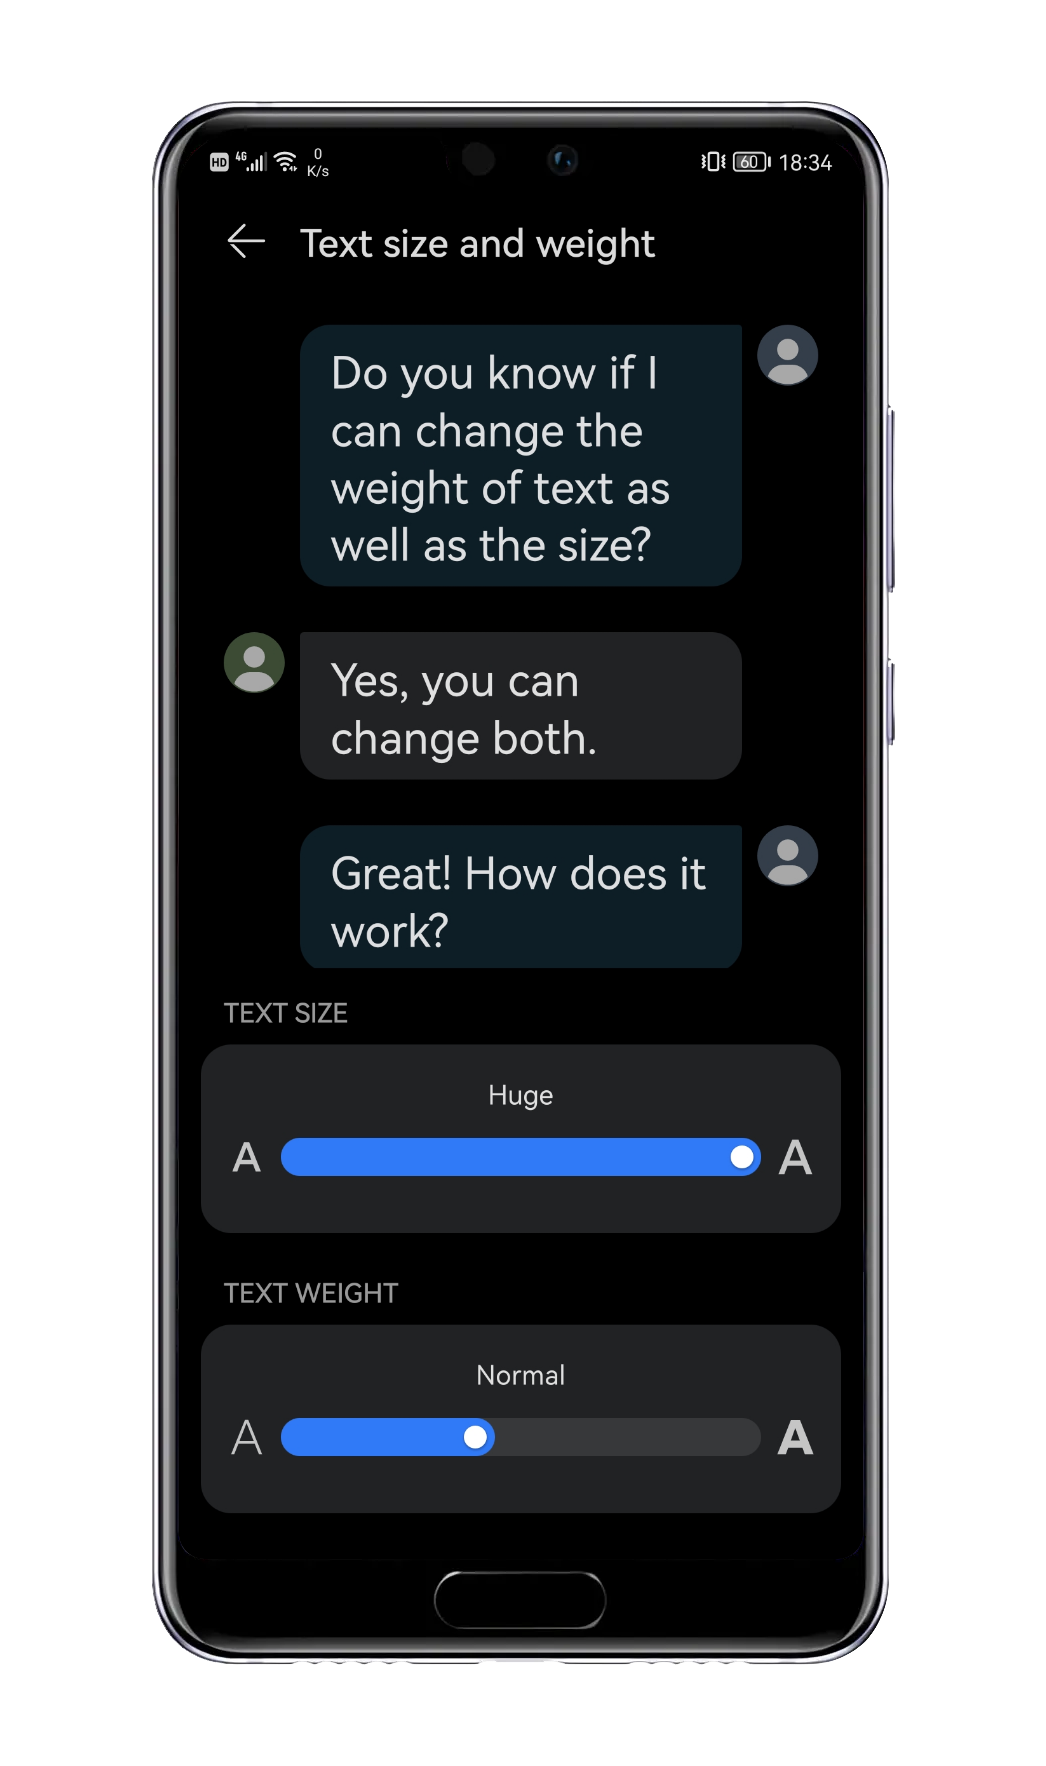 HD 4G 0 K/s 60 18:34
Text size and weight
Do you know if I
can change the
weight of text as
well as the size?
Yes, you can
change both.
Great! How does it
work?
TEXT SIZE
Huge
A A
TEXT WEIGHT
Normal
A A